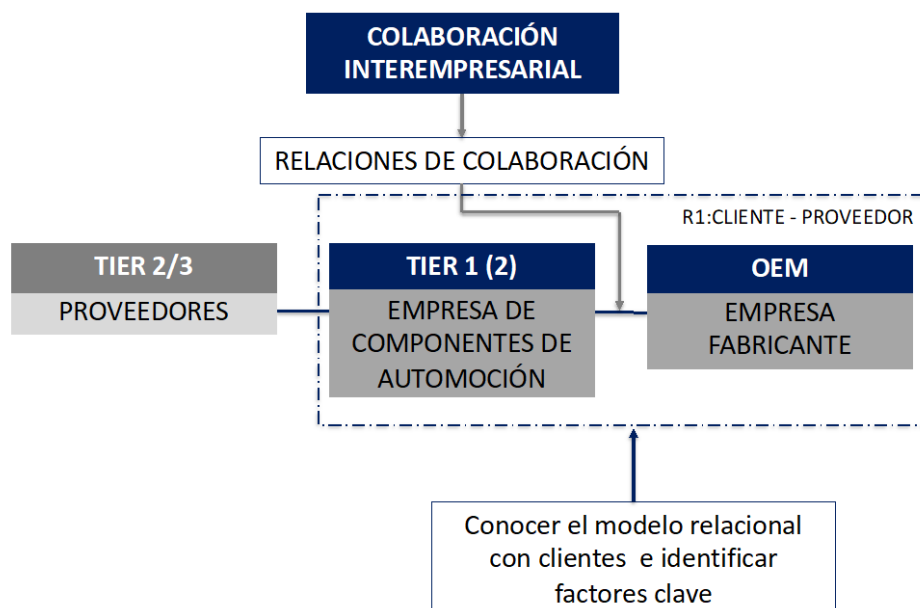 COLABORACIÓN
INTEREMPRESARIAL
RELACIONES DE COLABORACIÓN
R1:CLIENTE - PROVEEDOR
TIER 2/3
PROVEEDORES
TIER 1 (2)
EMPRESA DE
COMPONENTES DE
AUTOMOCIÓN
OEM
EMPRESA
FABRICANTE
Conocer el modelo relacional
con clientes e identificar
factores clave